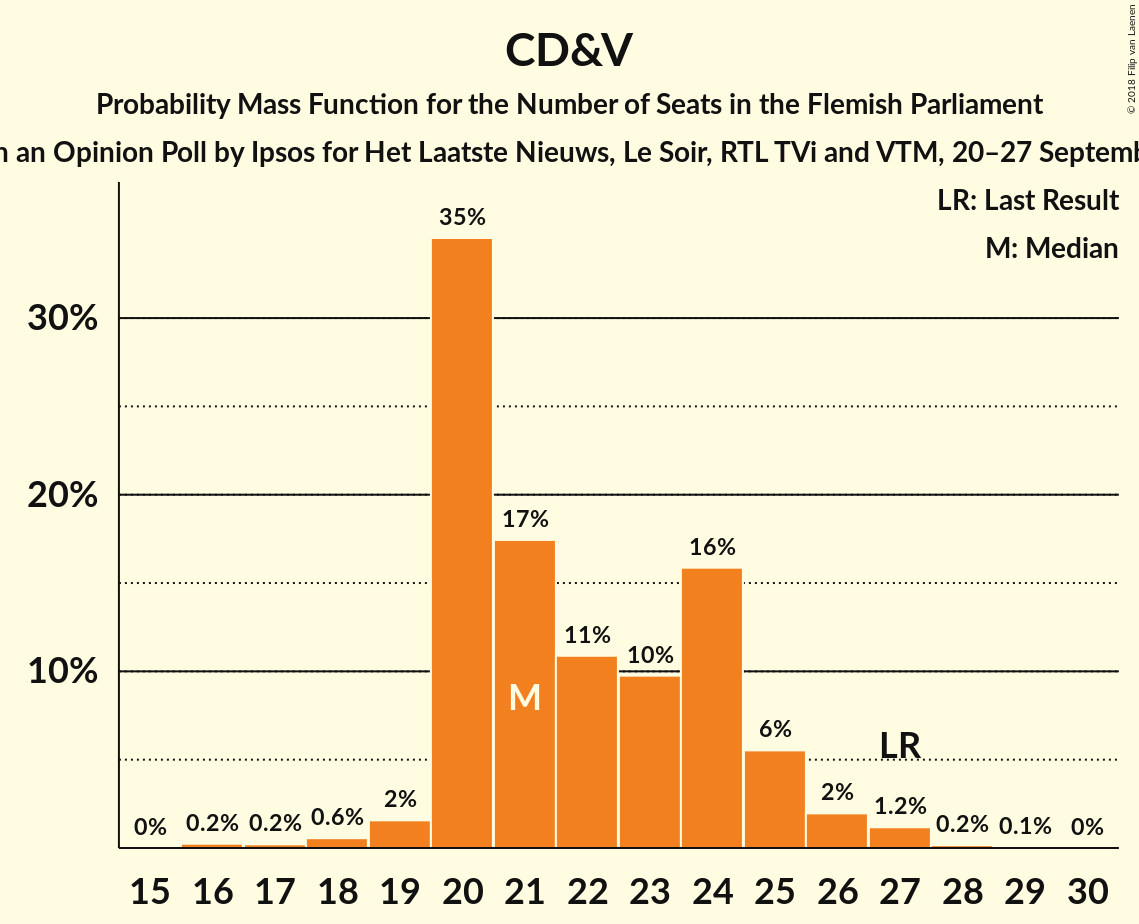 © 2018 Filip van Laenen
CD&V
Probability Mass Function for the Number of Seats in the Flemish Parliament
an Opinion Poll by Ipsos for Het Laatste Nieuws, Le Soir, RTL TVi and VTM, 20–27
LR: Last Result
M: Median
35%
30%
20%
17%
16%
11%
10%
10%
M
6%
LR
2%
2%
1.2%
0%
0.2%
0.2%
0.6%
0.2%
0.1%
0%
15 16 17 18 19 20 21 22 23 24 25 26 27 28 29 30